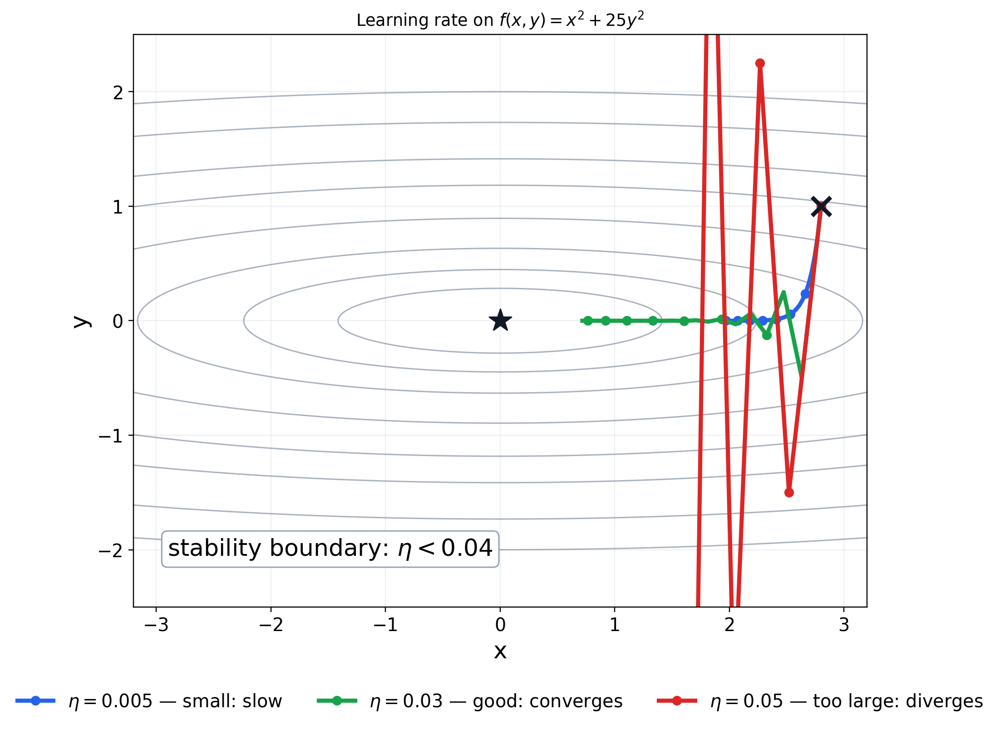 Learning rate on f(x, y) = x² + 25y²
2
1
0
−1
−2
y
stability boundary: η < 0.04
−3 −2 −1 0 1 2 3
x
η = 0.005 — small: slow η = 0.03 — good: converges η = 0.05 — too large: diverges